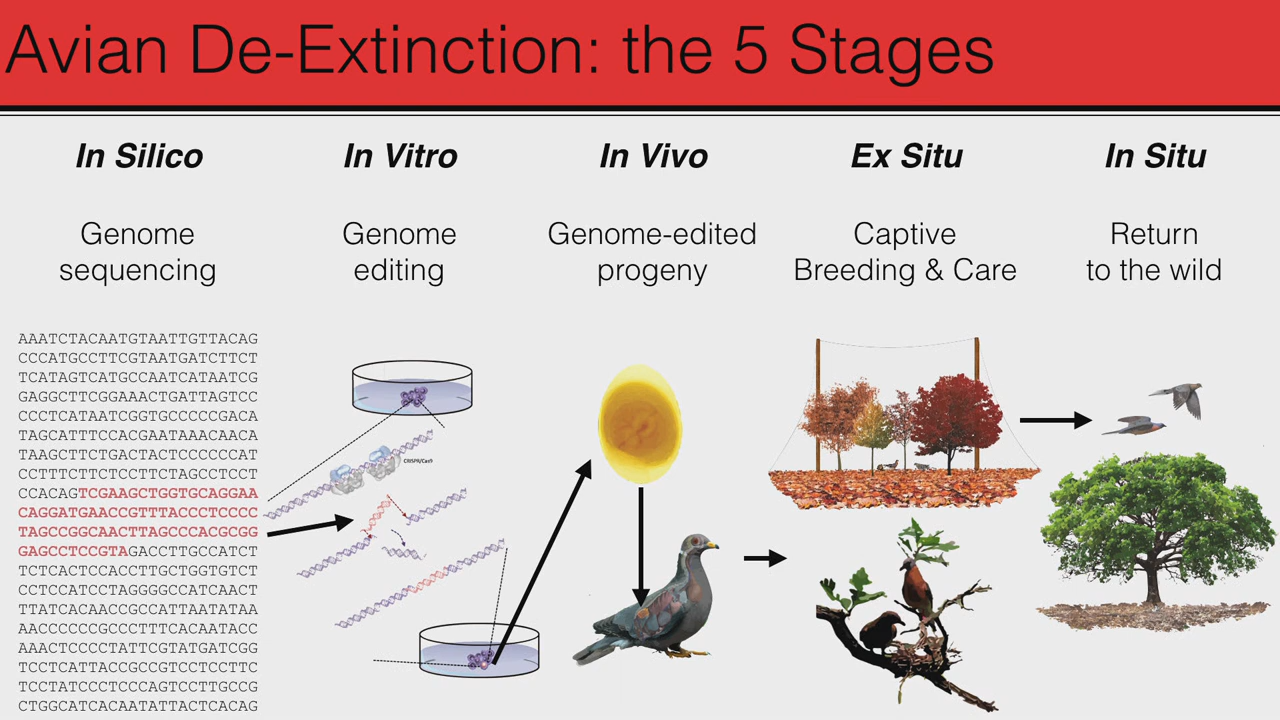 Avian De-Extinction: the 5 Stages
In Silico
Genome
sequencing
In Vitro
Genome
editing
In Vivo
Genome-edited
progeny
Ex Situ
Captive
Breeding & Care
In Situ
Return
to the wild
AAATCTACAATGTAATTGTTACAG
CCCATGCCTTCGTAATGATCTTCT
TCATAGTCATGCCAATCATAATCG
GAGGCTTCGGAAACTGATTAGTCC
CCCTCATAATCGGTGCCCCCGACA
TAGCATTTCCACGAATAAACAACA
TAAGCTTCTGACTACTCCCCCCAT
CCTTTCTTCTCCTTCTAGCCTCCT
CCACAGTCGAAGCTGGTGCAGGAA
CAGGATGAACCGTTTACCCTCCCC
TAGCCGGCAACTTAGCCCACGCGG
GAGCCTCCGTAGACCTTGCCATCT
TCTCACTCCACCTTGCTGGTGTCT
CCTCCATCCTAGGGGCCATCAACT
TTATCACAACCGCCATTAATATAA
AACCCCCCGCCCTTTCACAATACC
AAACTCCCCTATTCGTATGATCGG
TCCTCATTACCGCCGTCCTCCTTC
TCCTATCCCTCCCAGTCCTTGCCG
CTGGCATCACAATATTACTCACAG
CRISPR/Cas9